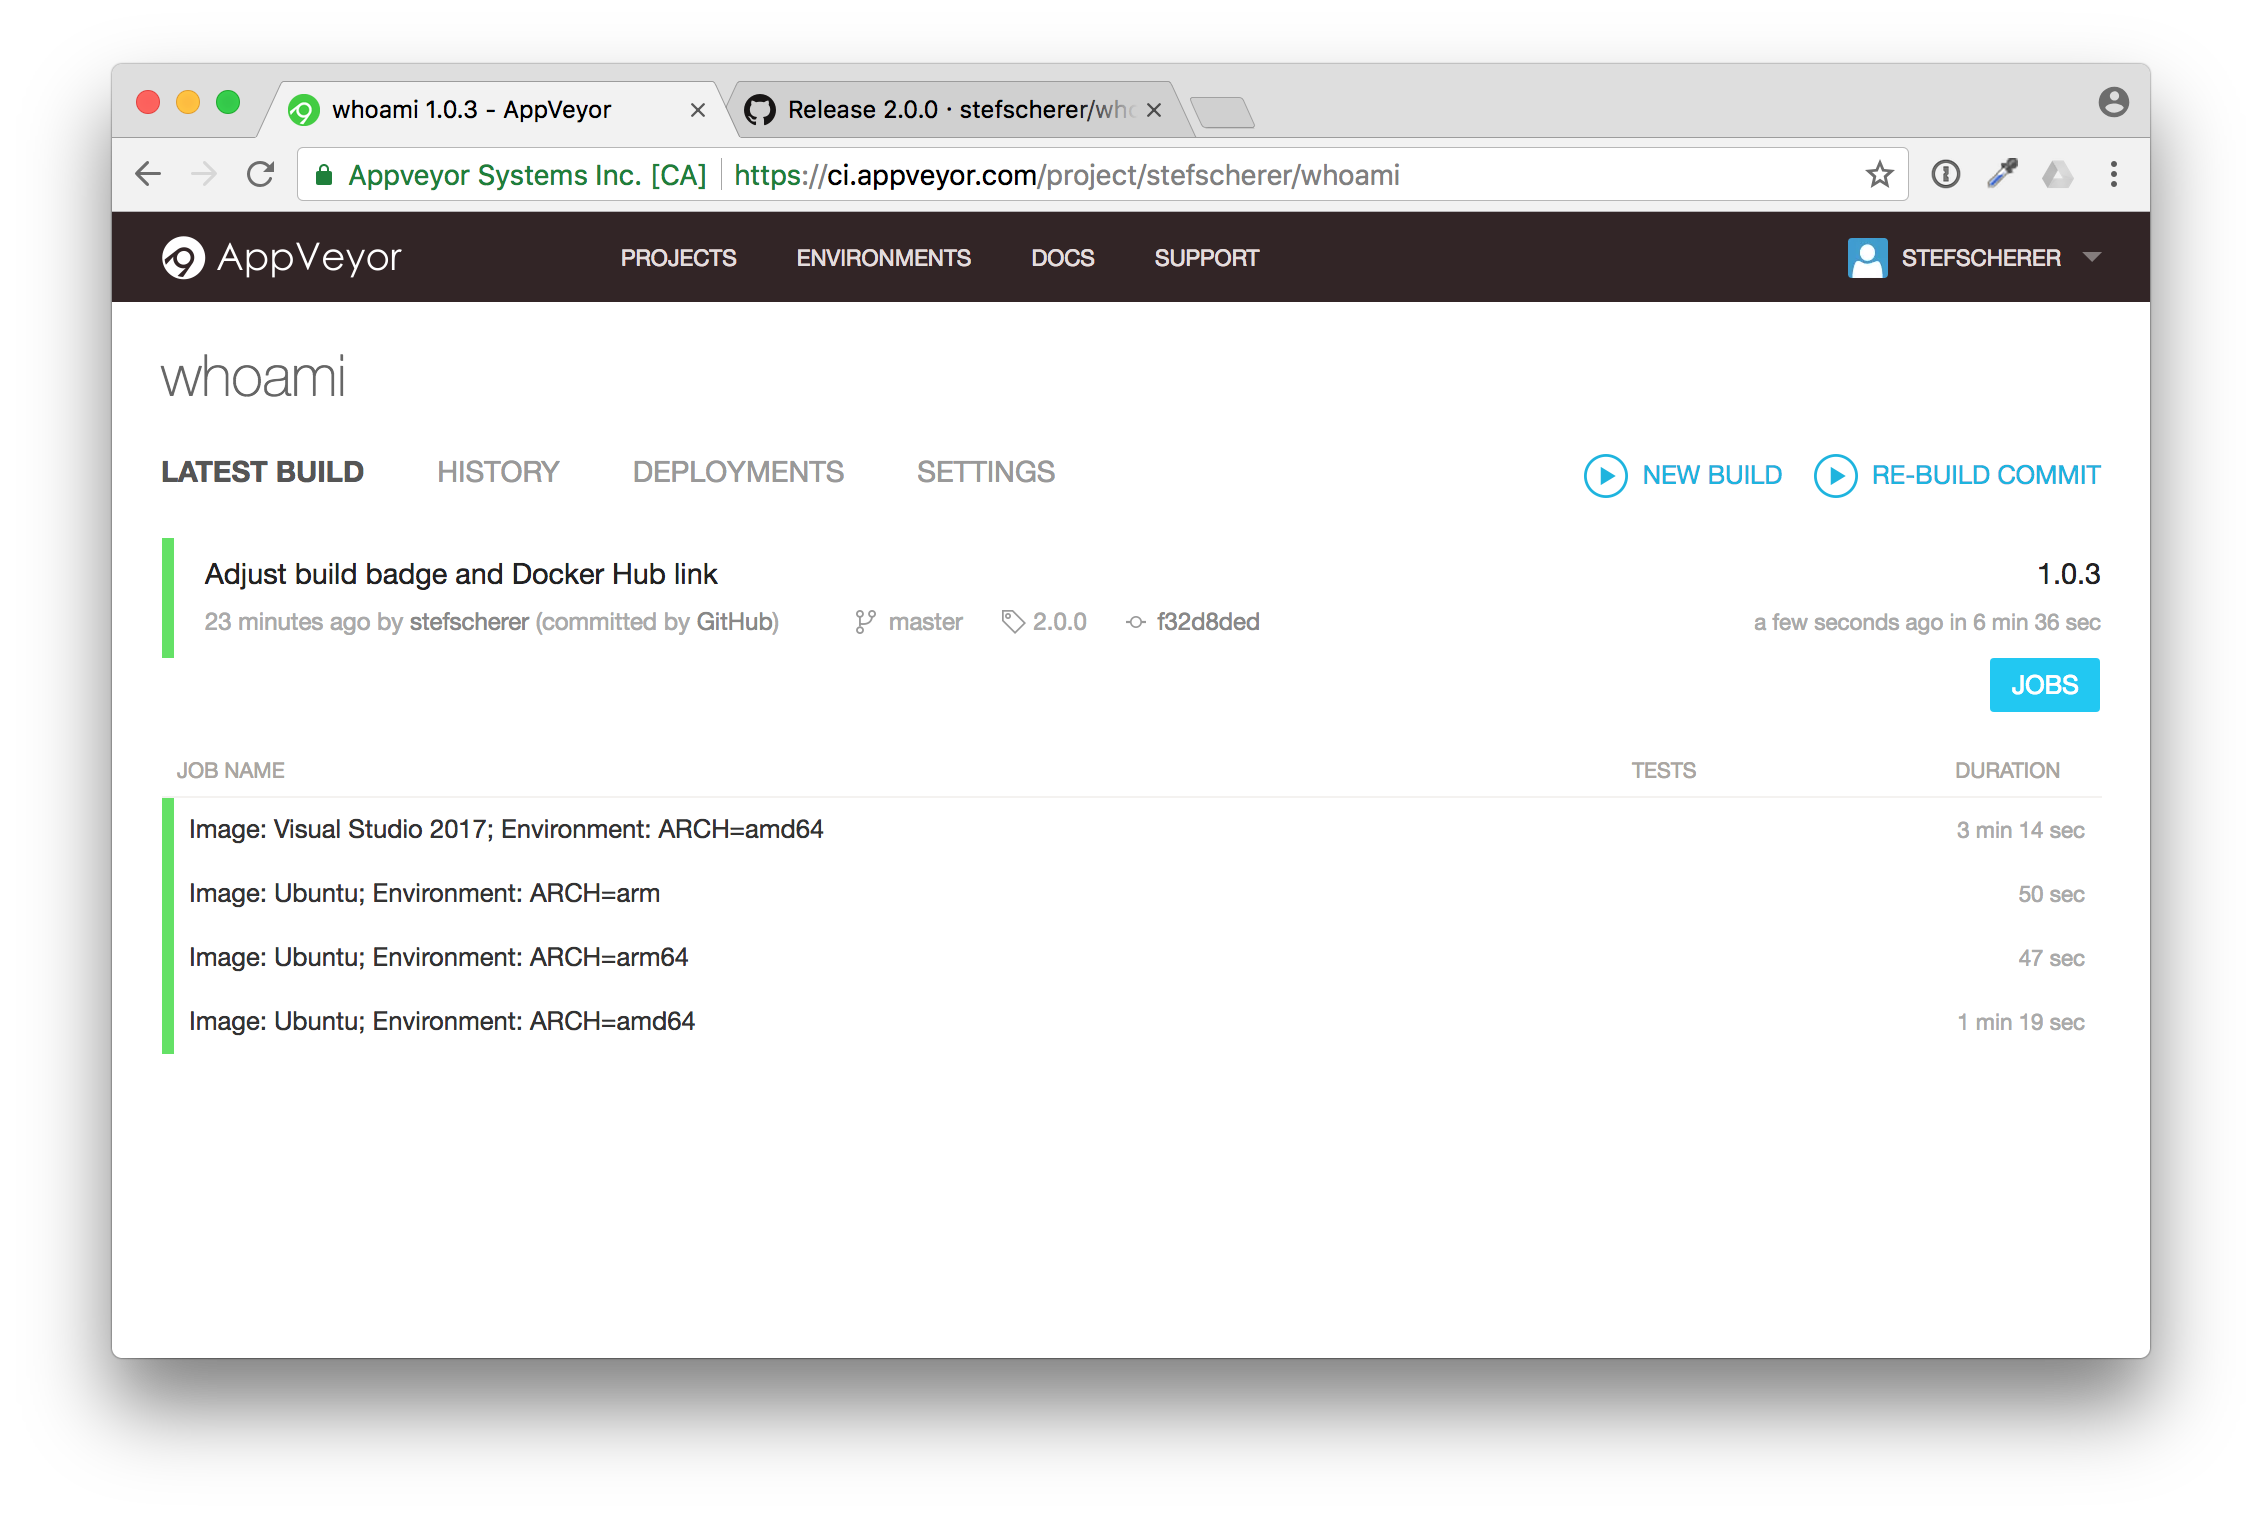 whoami 1.0.3 - AppVeyor
Release 2.0.0 · stefscherer/who
Appveyor Systems Inc. [CA] https://ci.appveyor.com/project/stefscherer/whoami
AppVeyor PROJECTS ENVIRONMENTS DOCS SUPPORT STEFSCHERER
whoami
LATEST BUILD HISTORY DEPLOYMENTS SETTINGS NEW BUILD RE-BUILD COMMIT
Adjust build badge and Docker Hub link 1.0.3
23 minutes ago by stefscherer (committed by GitHub) master 2.0.0 f32d8ded a few seconds ago in 6 min 36 sec
JOBS
JOB NAME TESTS DURATION
Image: Visual Studio 2017; Environment: ARCH=amd64 3 min 14 sec
Image: Ubuntu; Environment: ARCH=arm 50 sec
Image: Ubuntu; Environment: ARCH=arm64 47 sec
Image: Ubuntu; Environment: ARCH=amd64 1 min 19 sec